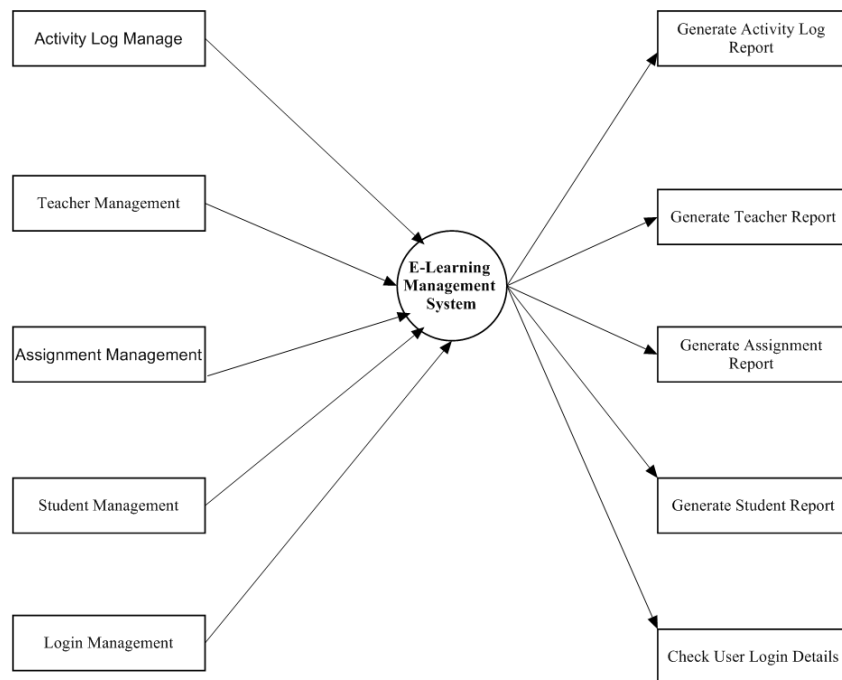 Activity Log Manage
Generate Activity Log
Report
Teacher Management
Generate Teacher Report
E-Learning
Management
System
Assignment Management
Generate Assignment
Report
Student Management
Generate Student Report
Login Management
Check User Login Details